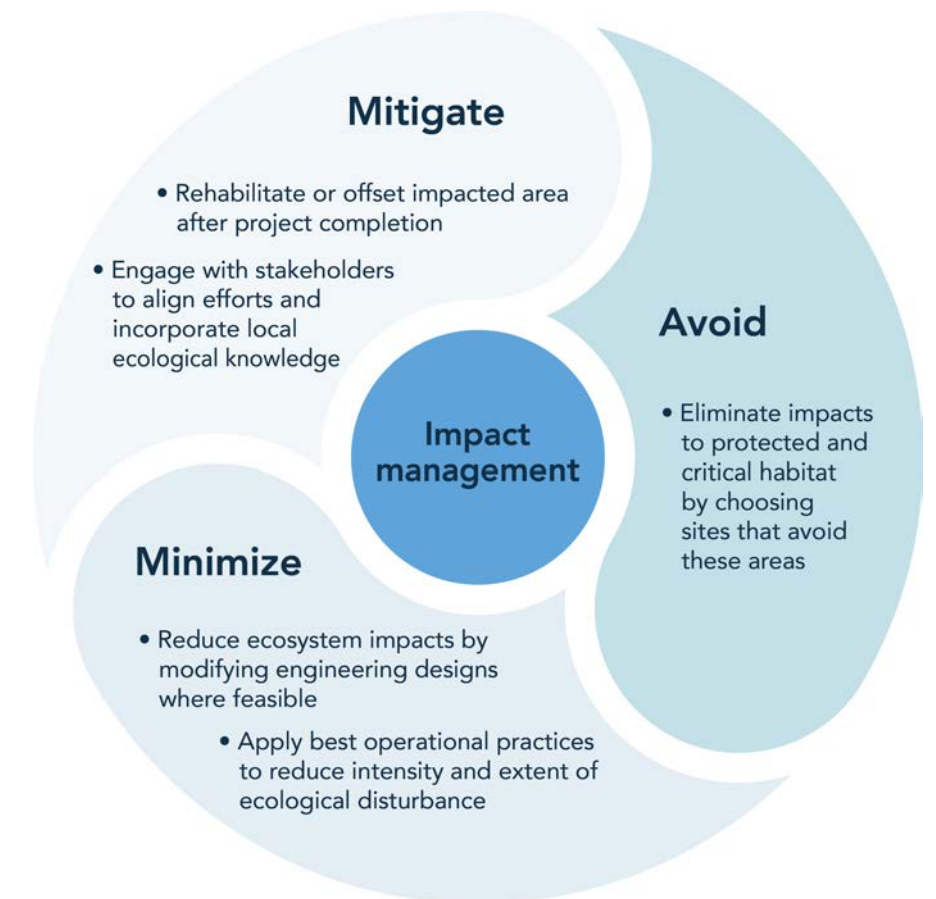 Mitigate
• Rehabilitate or offset impacted area
after project completion
• Engage with stakeholders
to align efforts and
incorporate local
ecological knowledge
Avoid
• Eliminate impacts
to protected and
critical habitat
by choosing
sites that avoid
these areas
Impact
management
Minimize
• Reduce ecosystem impacts by
modifying engineering designs
where feasible
• Apply best operational practices
to reduce intensity and extent of
ecological disturbance